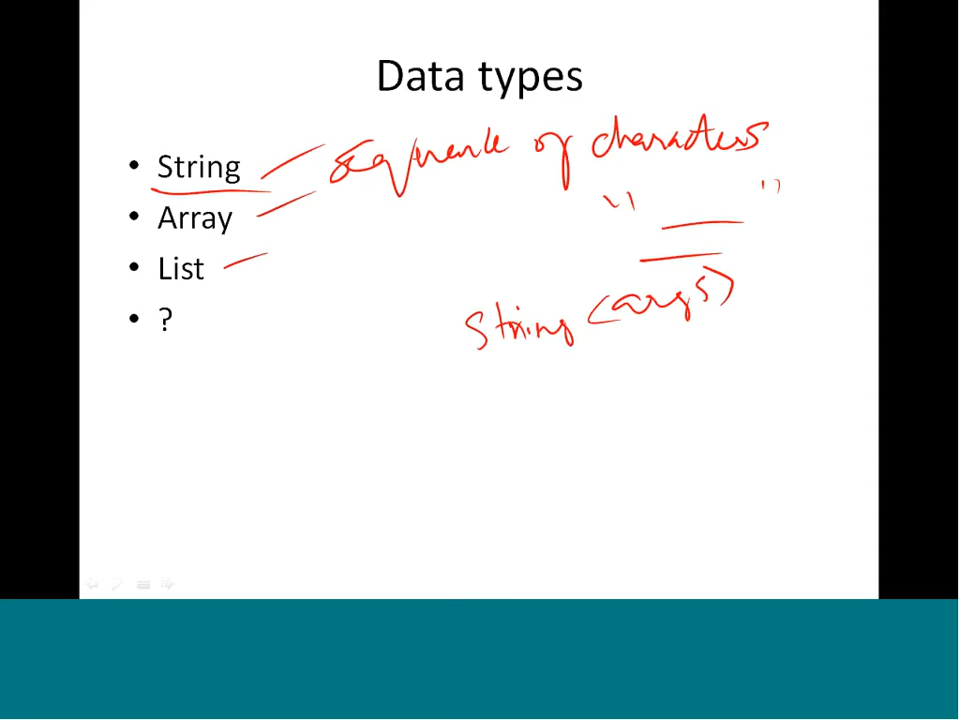 Data types
• String sequence of characters
• Array " "
• List
String (args)
• ?